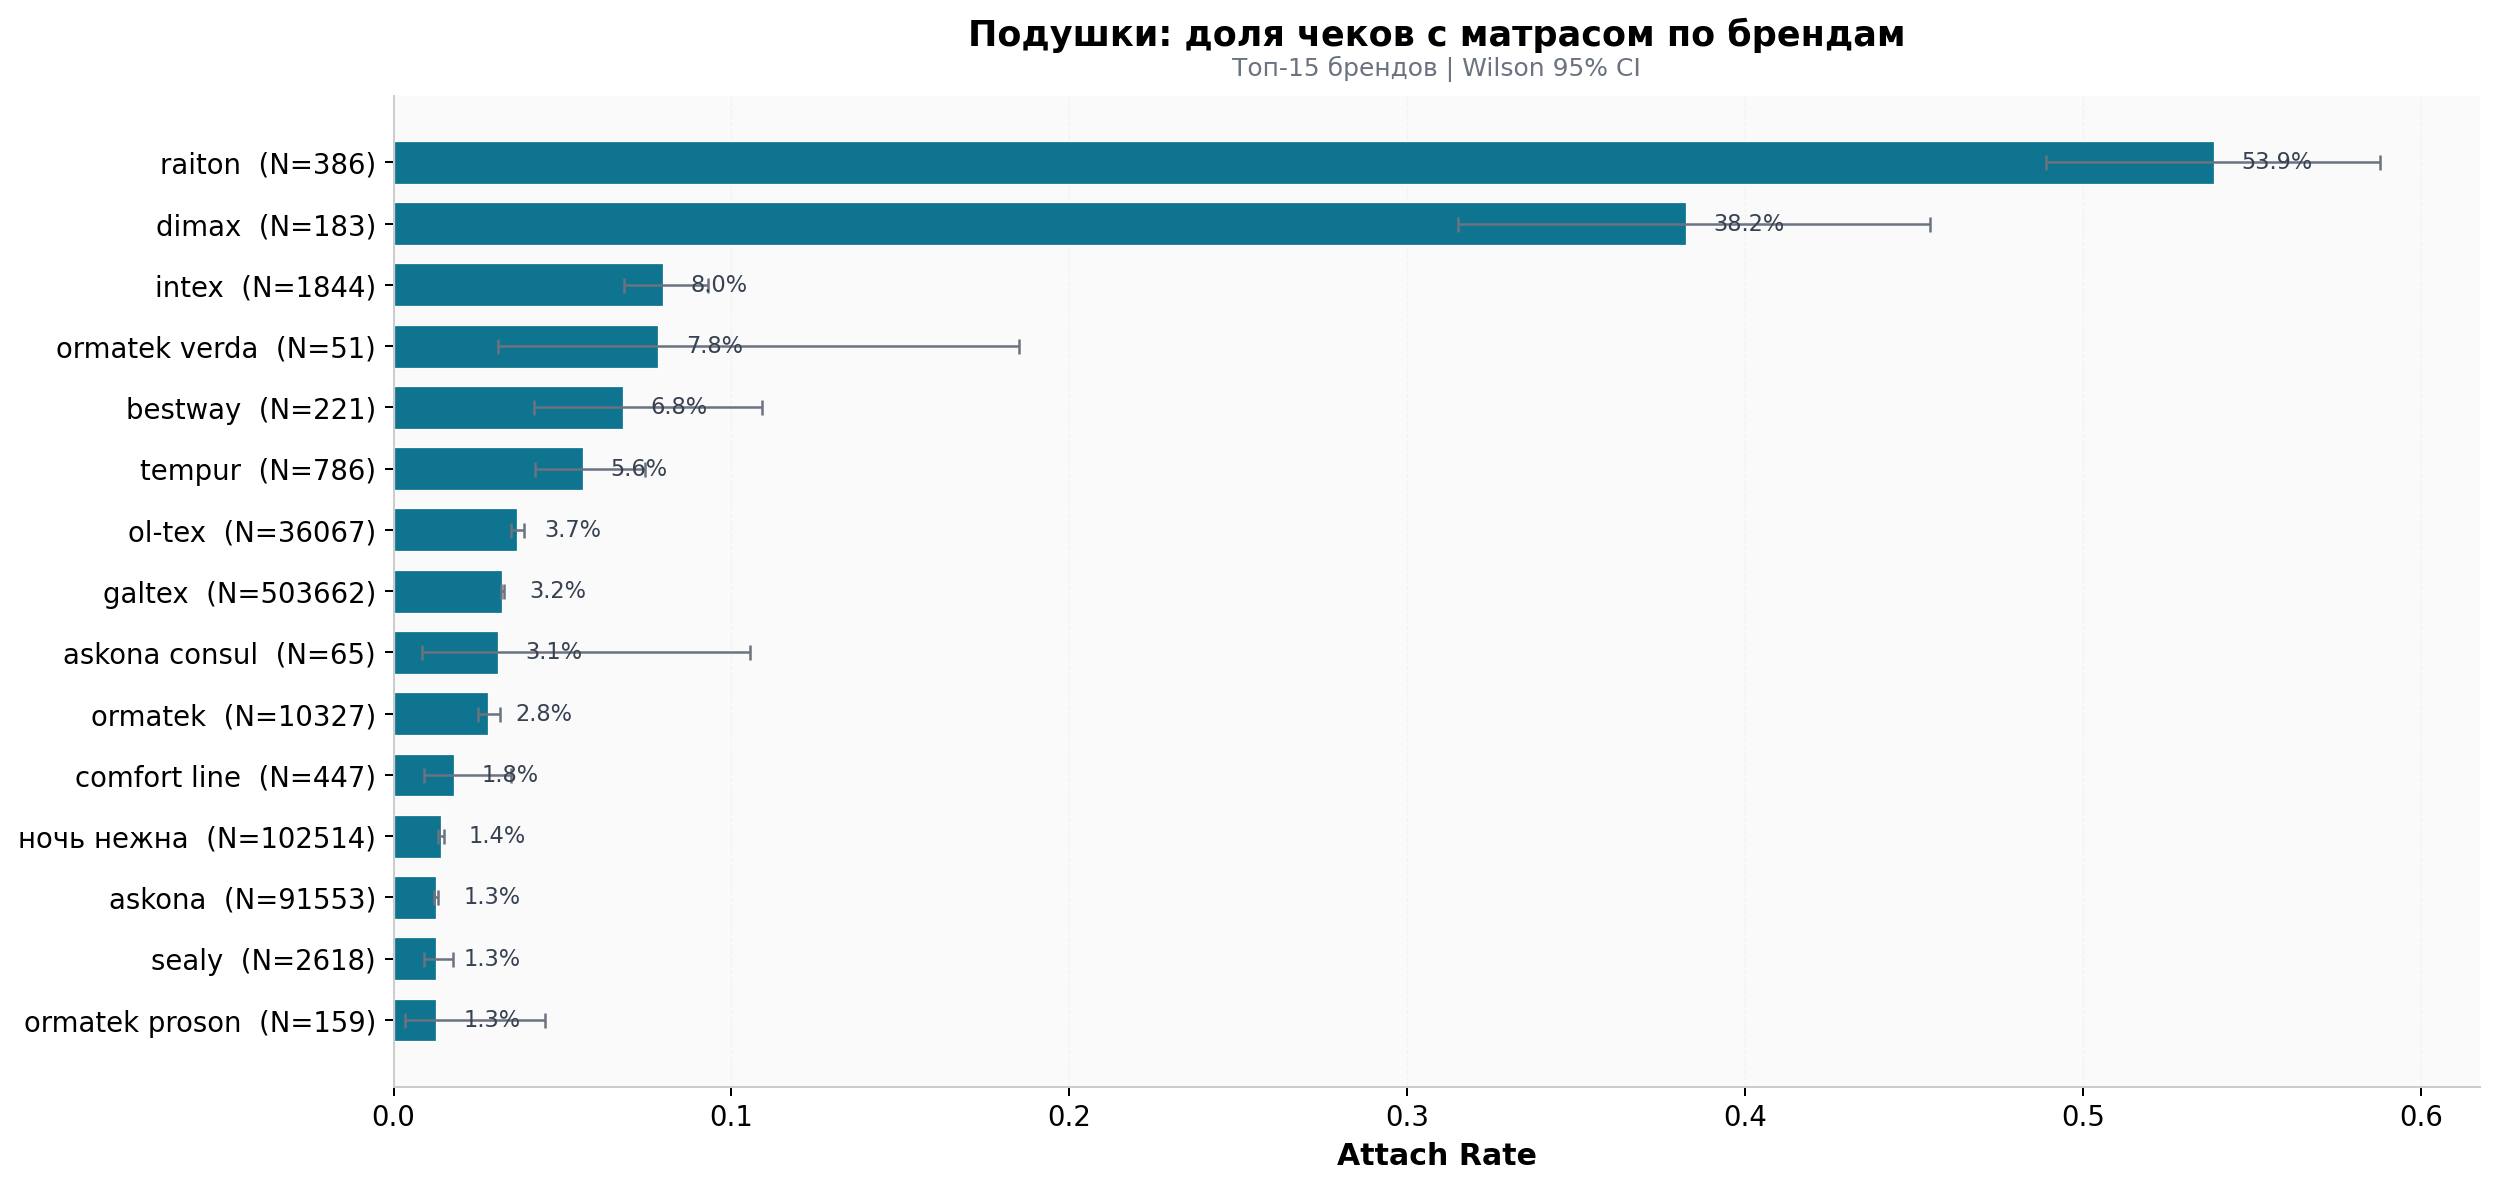 Подушки: доля чеков с матрасом по брендам
Топ-15 брендов | Wilson 95% CI
raiton (N=386) 53.9%
dimax (N=183) 38.2%
intex (N=1844) 8.0%
ormatek verda (N=51) 7.8%
bestway (N=221) 6.8%
tempur (N=786) 5.6%
ol-tex (N=36067) 3.7%
galtex (N=503662) 3.2%
askona consul (N=65) 3.1%
ormatek (N=10327) 2.8%
comfort line (N=447) 1.8%
ночь нежна (N=102514) 1.4%
askona (N=91553) 1.3%
sealy (N=2618) 1.3%
ormatek proson (N=159) 1.3%
0.0 0.1 0.2 0.3 0.4 0.5 0.6
Attach Rate